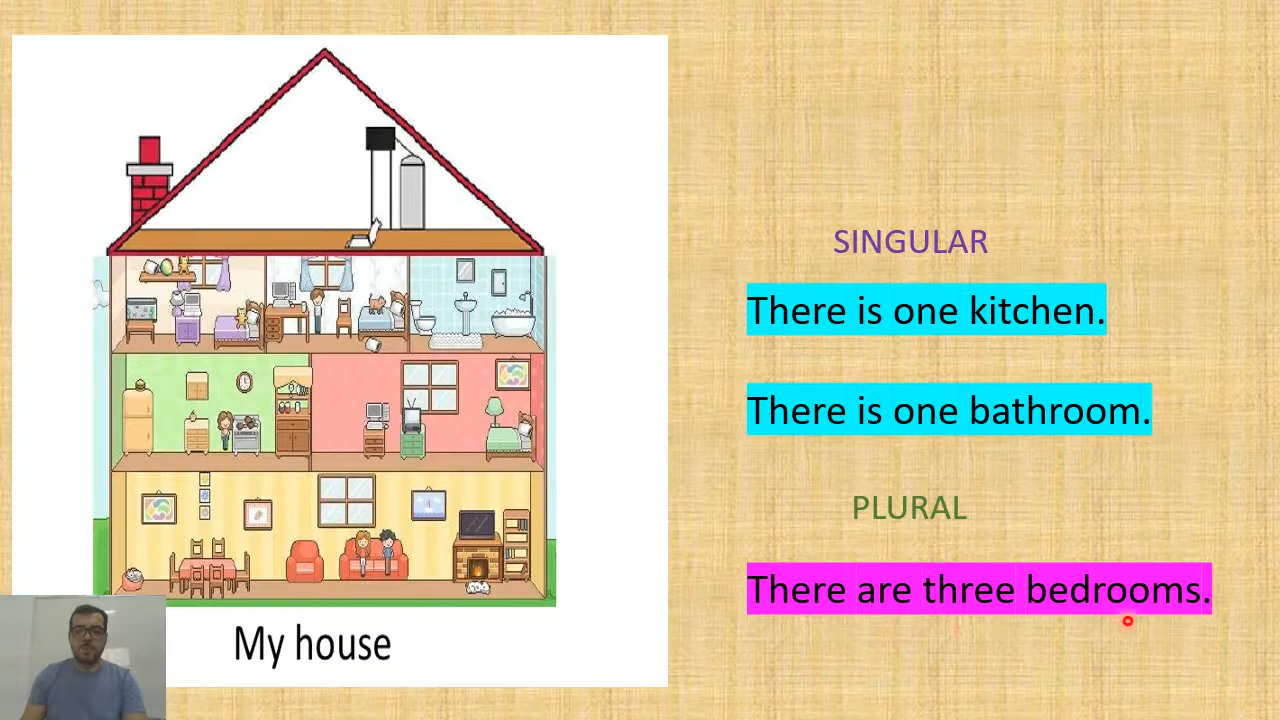 My house
SINGULAR
There is one kitchen.
There is one bathroom.
PLURAL
There are three bedrooms.